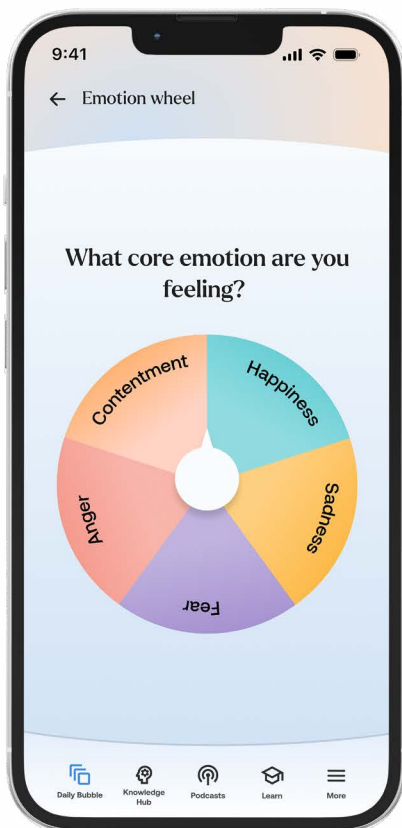 9:41
Emotion wheel
What core emotion are you
feeling?
Contentment
Happiness
Anger
Sadness
Fear
Daily Bubble
Knowledge
Hub
Podcasts
Learn
More